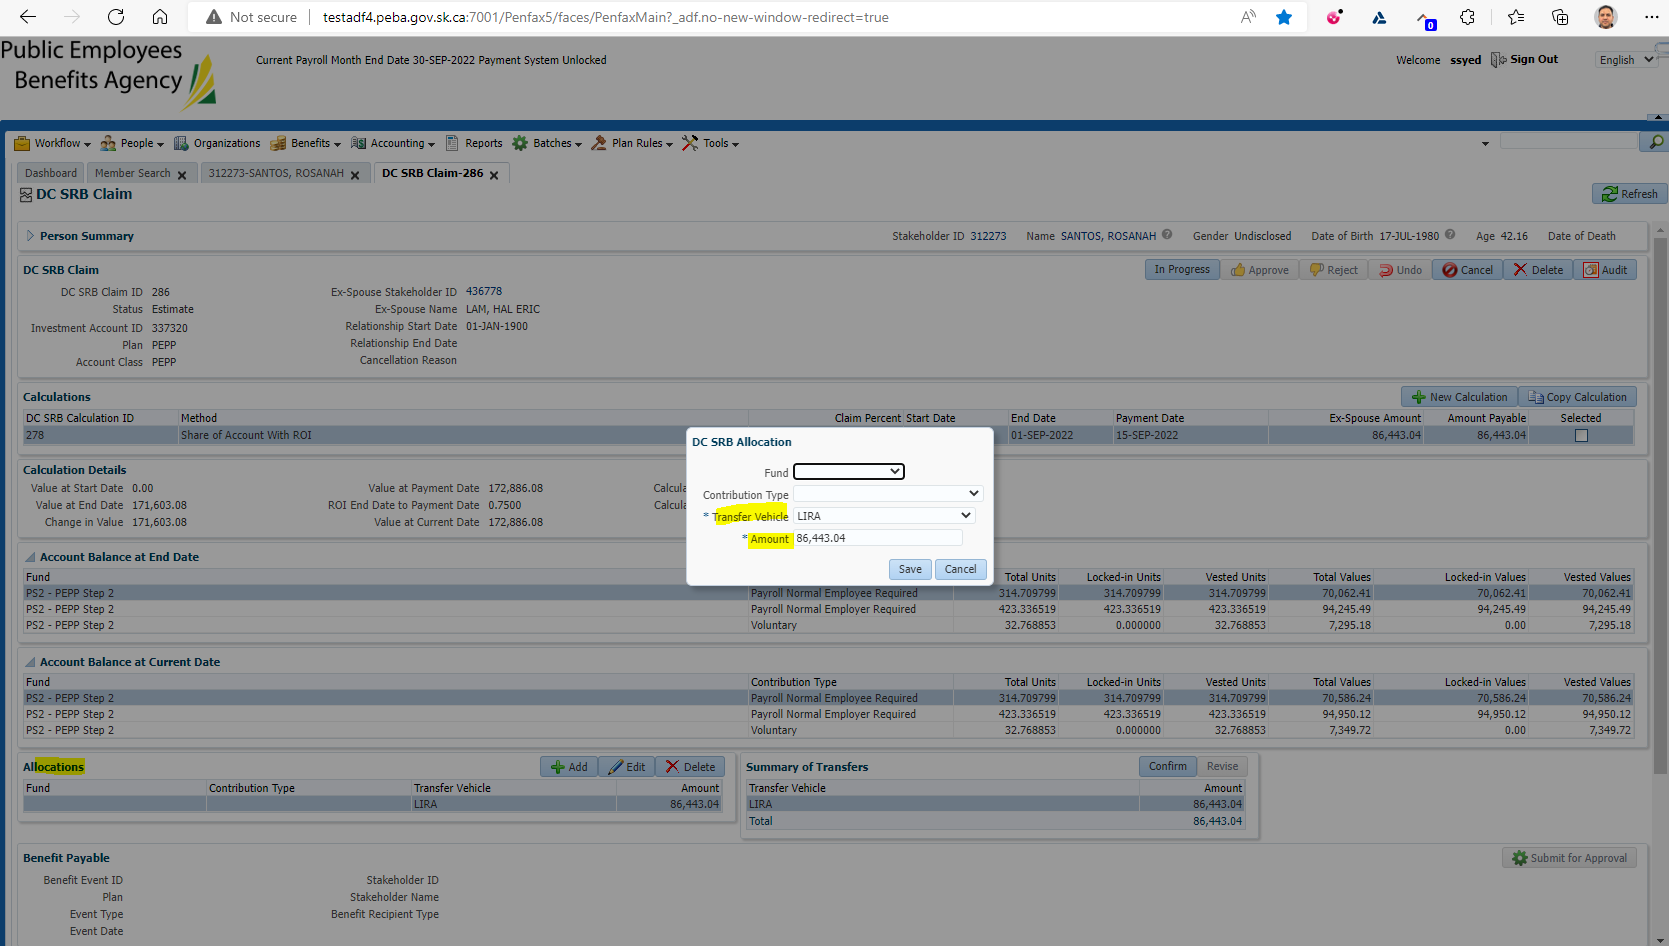 Not secure | testadf4.peba.gov.sk.ca:7001/Penfax5/faces/PenfaxMain?_adf.no-new-window-redirect=true
0
Public Employees
Benefits Agency
Current Payroll Month End Date 30-SEP-2022 Payment System Unlocked
Welcome ssyed Sign Out English
Workflow People Organizations Benefits Accounting Reports Batches Plan Rules Tools
Dashboard Member Search 312273-SANTOS, ROSANAH DC SRB Claim-286
DC SRB Claim Refresh
Person Summary Stakeholder ID 312273 Name SANTOS, ROSANAH Gender Undisclosed Date of Birth 17-JUL-1980 Age 42.16 Date of Death
DC SRB Claim In Progress Approve Reject Undo Cancel Delete Audit
DC SRB Claim ID 286 Ex-Spouse Stakeholder ID 436778
Status Estimate Ex-Spouse Name LAM, HAL ERIC
Investment Account ID 337320 Relationship Start Date 01-JAN-1900
Plan PEPP Relationship End Date
Account Class PEPP Cancellation Reason
Calculations New Calculation Copy Calculation
DC SRB Calculation ID Method Claim Percent Start Date End Date Payment Date Ex-Spouse Amount Amount Payable Selected
278 Share of Account With ROI 01-SEP-2022 15-SEP-2022 86,443.04 86,443.04
DC SRB Allocation
Fund
Contribution Type
* Transfer Vehicle LIRA
* Amount 86,443.04
Save Cancel
Calculation Details
Value at Start Date 0.00 Value at Payment Date 172,886.08 Calcula
Value at End Date 171,603.08 ROI End Date to Payment Date 0.7500 Calcula
Change in Value 171,603.08 Value at Current Date 172,886.08
Account Balance at End Date
Fund Total Units Locked-in Units Vested Units Total Values Locked-in Values Vested Values
PS2 - PEPP Step 2 Payroll Normal Employee Required 314.709799 314.709799 314.709799 70,062.41 70,062.41 70,062.41
PS2 - PEPP Step 2 Payroll Normal Employer Required 423.336519 423.336519 423.336519 94,245.49 94,245.49 94,245.49
PS2 - PEPP Step 2 Voluntary 32.768853 0.000000 32.768853 7,295.18 0.00 7,295.18
Account Balance at Current Date
Fund Contribution Type Total Units Locked-in Units Vested Units Total Values Locked-in Values Vested Values
PS2 - PEPP Step 2 Payroll Normal Employee Required 314.709799 314.709799 314.709799 70,586.24 70,586.24 70,586.24
PS2 - PEPP Step 2 Payroll Normal Employer Required 423.336519 423.336519 423.336519 94,950.12 94,950.12 94,950.12
PS2 - PEPP Step 2 Voluntary 32.768853 0.000000 32.768853 7,349.72 0.00 7,349.72
Allocations Add Edit Delete
Fund Contribution Type Transfer Vehicle Amount
LIRA 86,443.04
Summary of Transfers Confirm Revise
Transfer Vehicle Amount
LIRA 86,443.04
Total 86,443.04
Benefit Payable Submit for Approval
Benefit Event ID Stakeholder ID
Plan Stakeholder Name
Event Type Benefit Recipient Type
Event Date